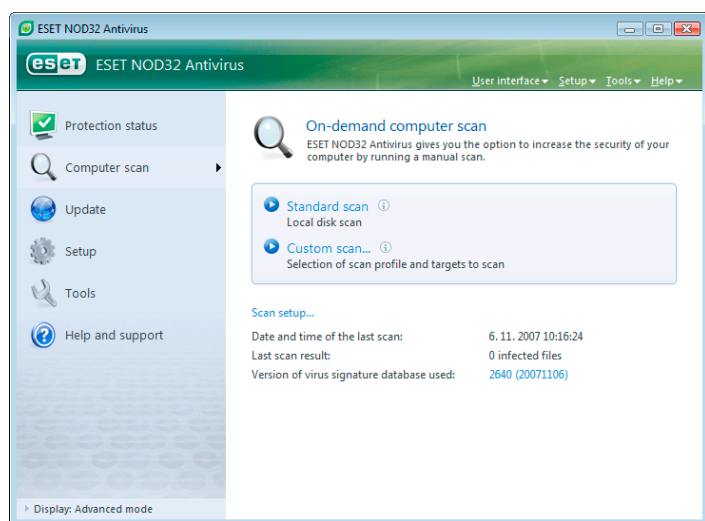 ESET NOD32 Antivirus
eset ESET NOD32 Antivirus
User interface Setup Tools Help
Protection status
Computer scan
Update
Setup
Tools
Help and support
Display: Advanced mode
On-demand computer scan
ESET NOD32 Antivirus gives you the option to increase the security of your
computer by running a manual scan.
Standard scan
Local disk scan
Custom scan...
Selection of scan profile and targets to scan
Scan setup...
Date and time of the last scan: 6. 11. 2007 10:16:24
Last scan result: 0 infected files
Version of virus signature database used: 2640 (20071106)